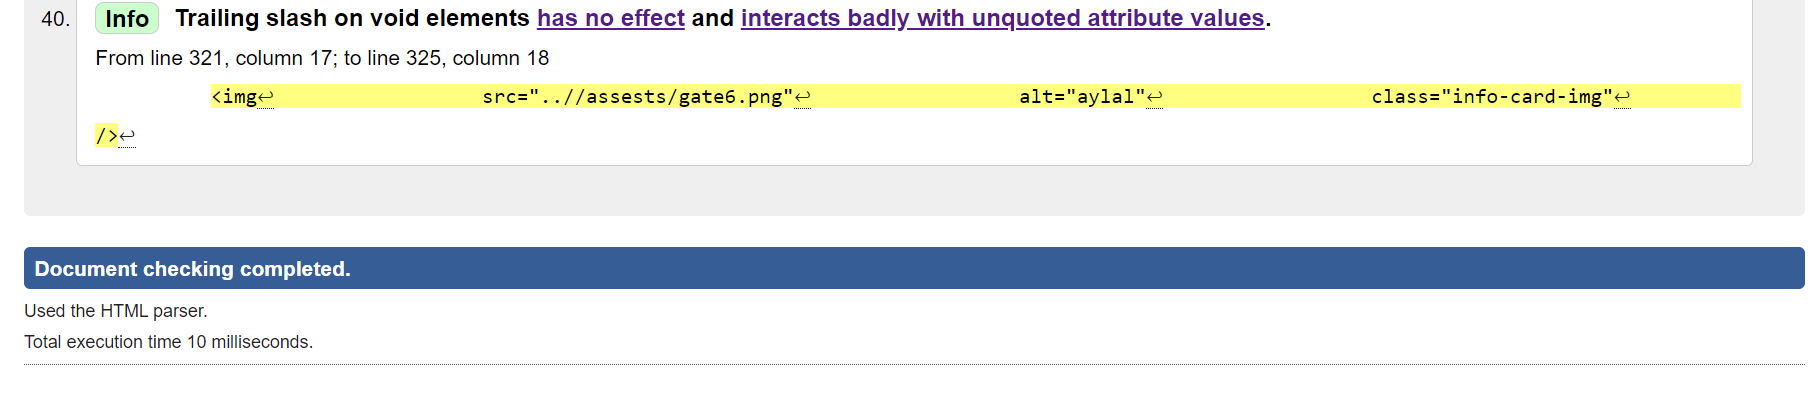 40. Info Trailing slash on void elements has no effect and interacts badly with unquoted attribute values.
From line 321, column 17; to line 325, column 18
<img↩ src="..//assests/gate6.png"↩ alt="aylal"↩ class="info-card-img"↩
/>↩
Document checking completed.
Used the HTML parser.
Total execution time 10 milliseconds.